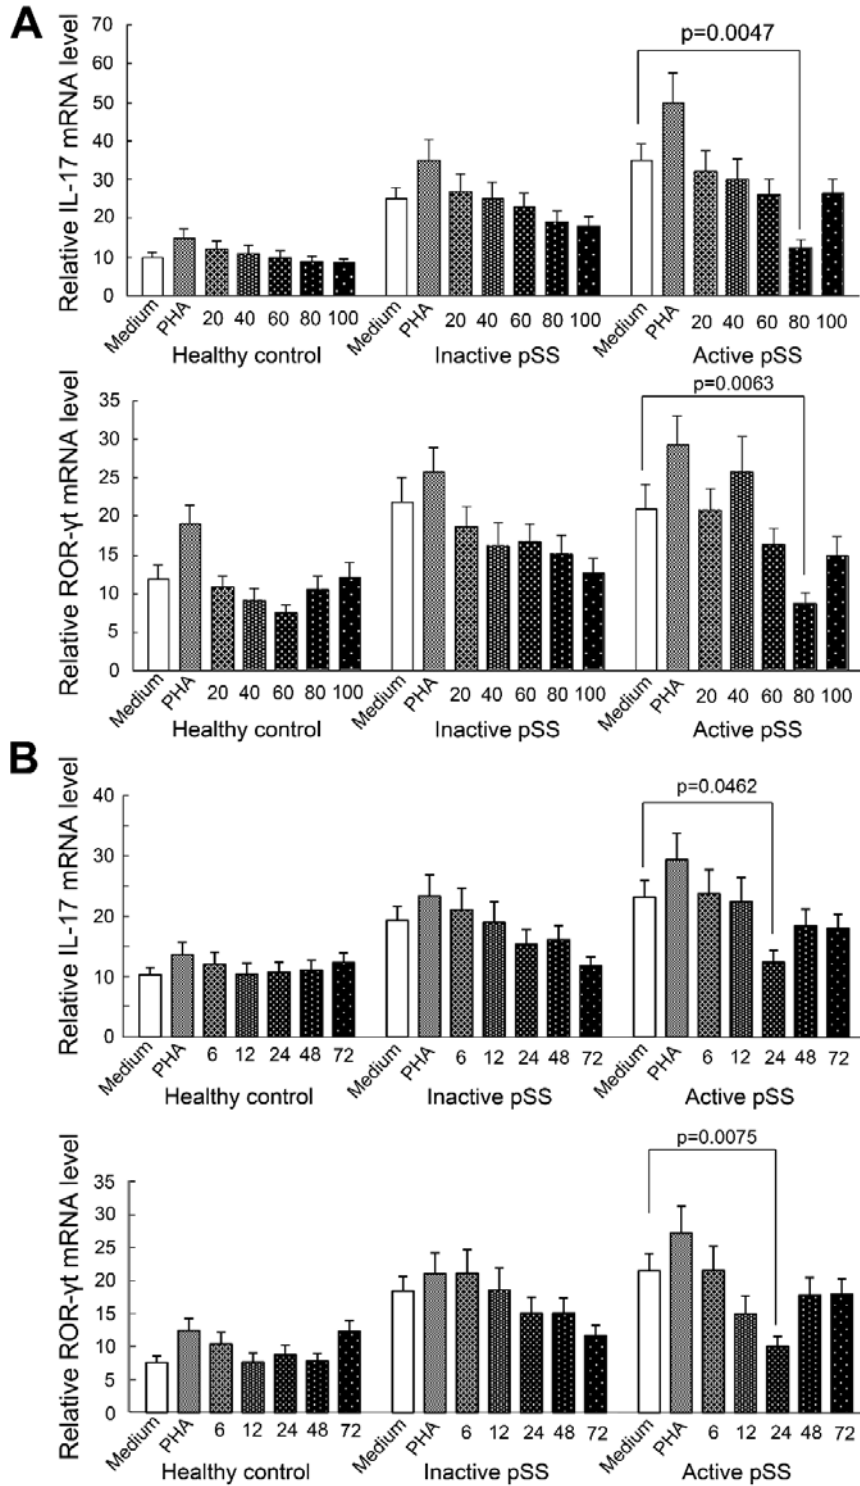 A
Relative IL-17 mRNA level
70
60
50
40
30
20
10
0
p=0.0047
Medium PHA 20 40 60 80 100 Medium PHA 20 40 60 80 100 Medium PHA 20 40 60 80 100
Healthy control Inactive pSS Active pSS
Relative ROR-γt mRNA level
35
30
25
20
15
10
5
0
p=0.0063
Medium PHA 20 40 60 80 100 Medium PHA 20 40 60 80 100 Medium PHA 20 40 60 80 100
Healthy control Inactive pSS Active pSS
B
Relative IL-17 mRNA level
40
30
20
10
0
p=0.0462
Medium PHA 6 12 24 48 72 Medium PHA 6 12 24 48 72 Medium PHA 6 12 24 48 72
Healthy control Inactive pSS Active pSS
Relative ROR-γt mRNA level
35
30
25
20
15
10
5
0
p=0.0075
Medium PHA 6 12 24 48 72 Medium PHA 6 12 24 48 72 Medium PHA 6 12 24 48 72
Healthy control Inactive pSS Active pSS